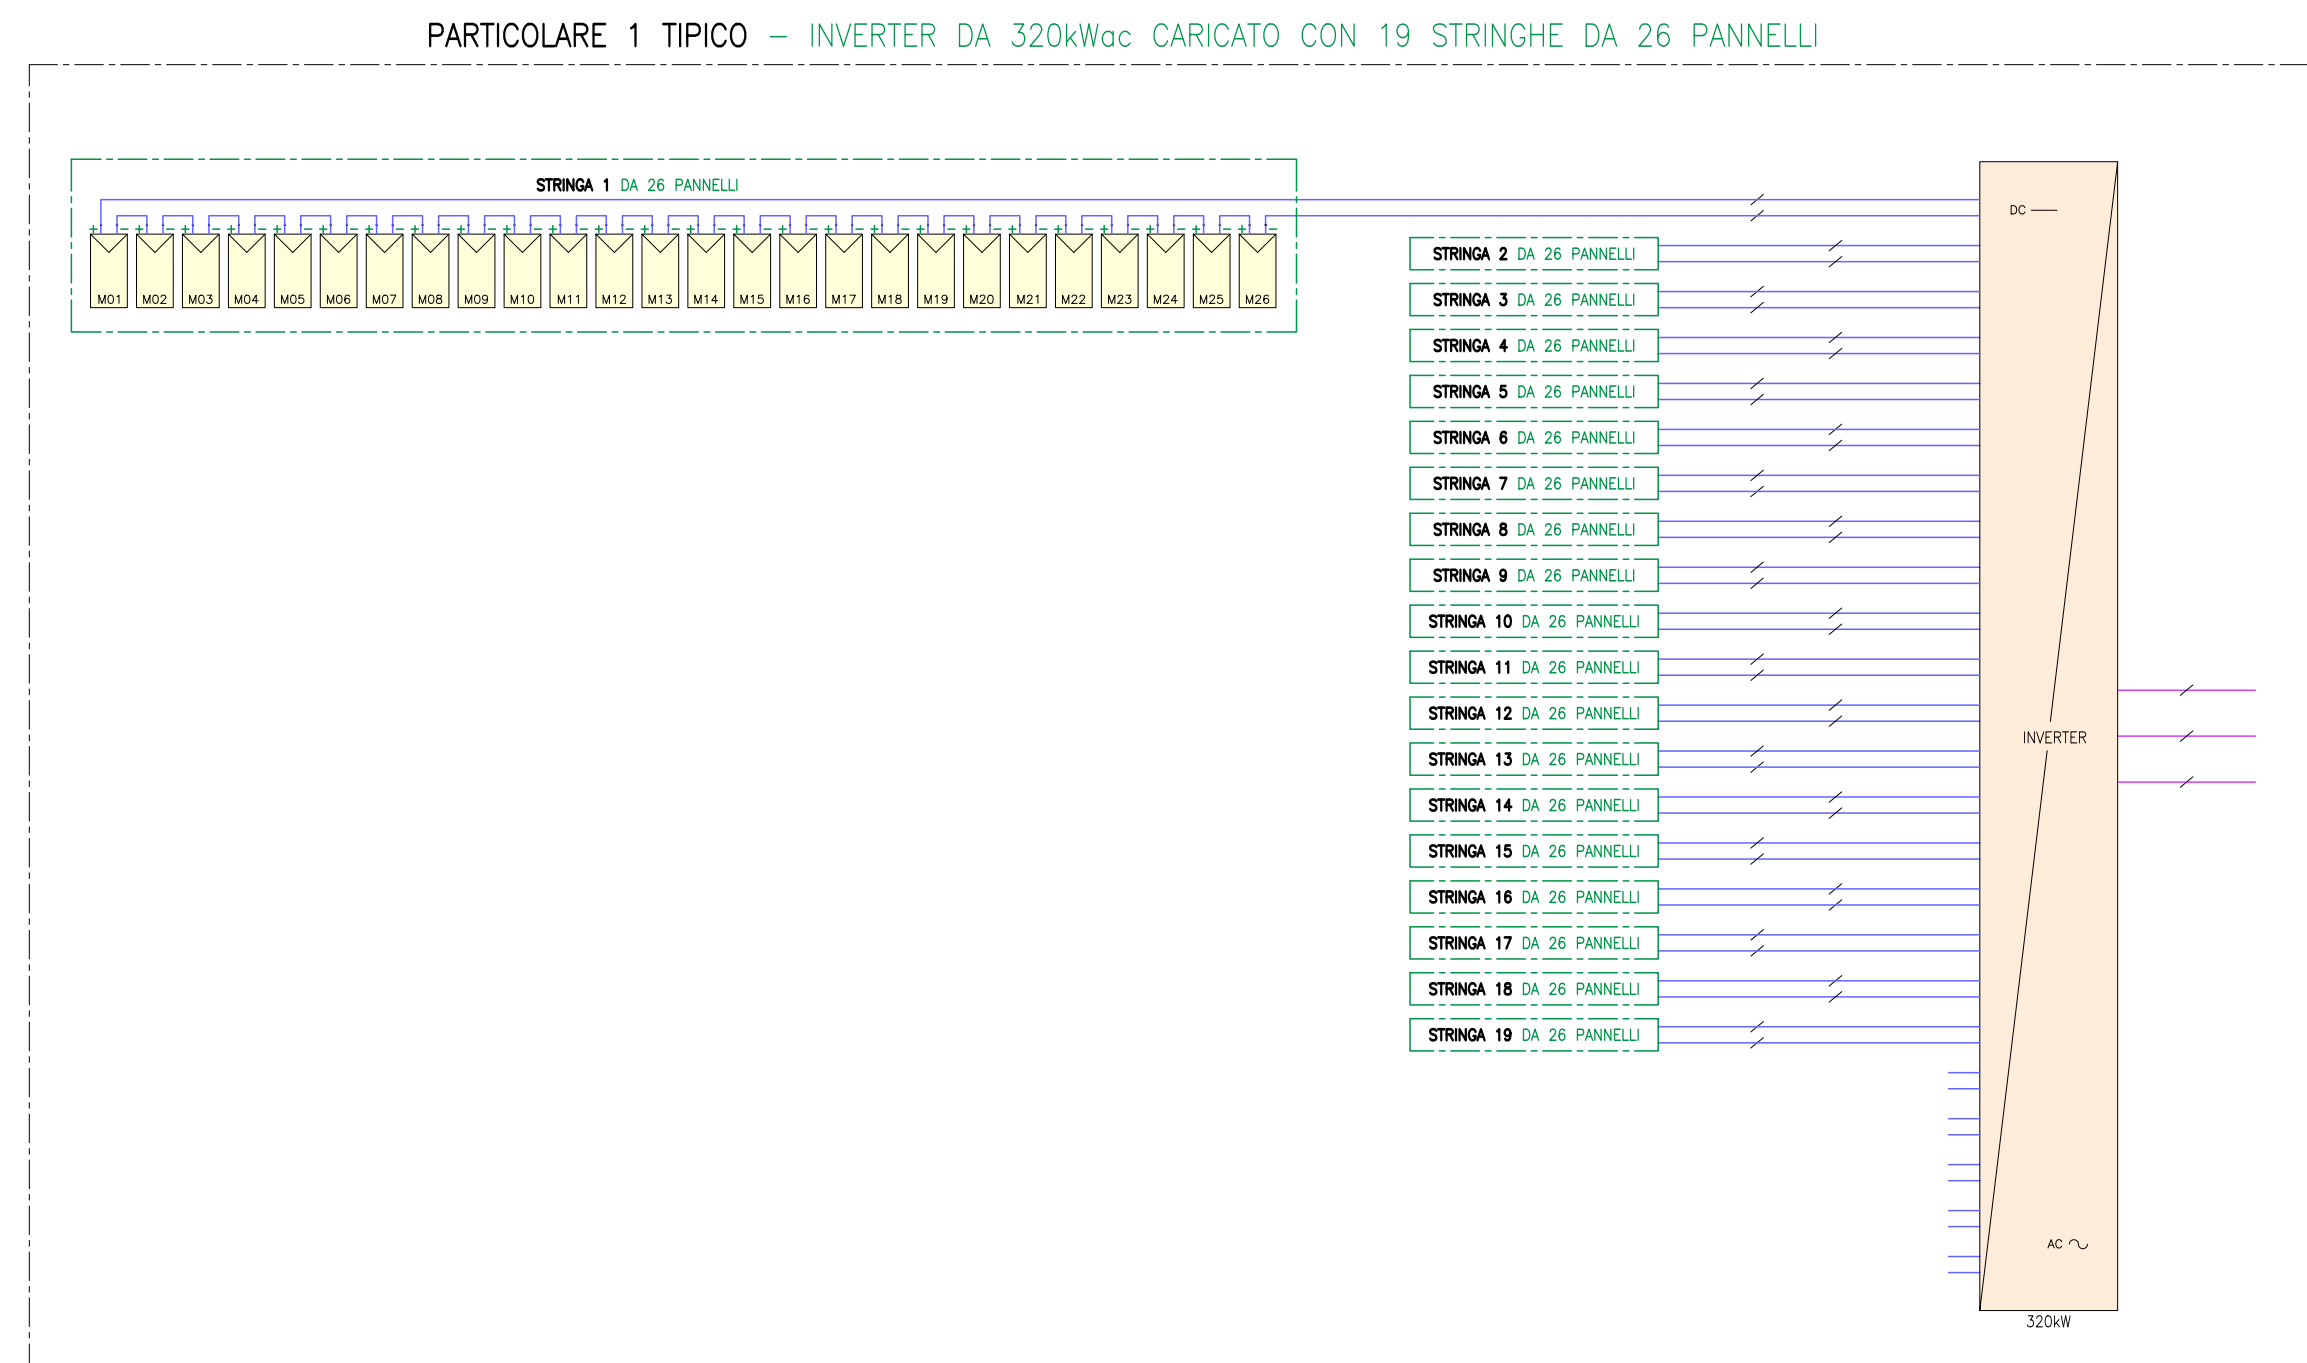 PARTICOLARE 1 TIPICO – INVERTER DA 320kWac CARICATO CON 19 STRINGHE DA 26 PANNELLI
STRINGA 1 DA 26 PANNELLI
DC
+ – + – + – + – + – + – + – + – + – + – + – + – + – + – + – + – + – + – + – + – + – + – + – + – + – + –
M01 M02 M03 M04 M05 M06 M07 M08 M09 M10 M11 M12 M13 M14 M15 M16 M17 M18 M19 M20 M21 M22 M23 M24 M25 M26
STRINGA 2 DA 26 PANNELLI
STRINGA 3 DA 26 PANNELLI
STRINGA 4 DA 26 PANNELLI
STRINGA 5 DA 26 PANNELLI
STRINGA 6 DA 26 PANNELLI
STRINGA 7 DA 26 PANNELLI
STRINGA 8 DA 26 PANNELLI
STRINGA 9 DA 26 PANNELLI
STRINGA 10 DA 26 PANNELLI
STRINGA 11 DA 26 PANNELLI
STRINGA 12 DA 26 PANNELLI
INVERTER
STRINGA 13 DA 26 PANNELLI
STRINGA 14 DA 26 PANNELLI
STRINGA 15 DA 26 PANNELLI
STRINGA 16 DA 26 PANNELLI
STRINGA 17 DA 26 PANNELLI
STRINGA 18 DA 26 PANNELLI
STRINGA 19 DA 26 PANNELLI
AC
320kW